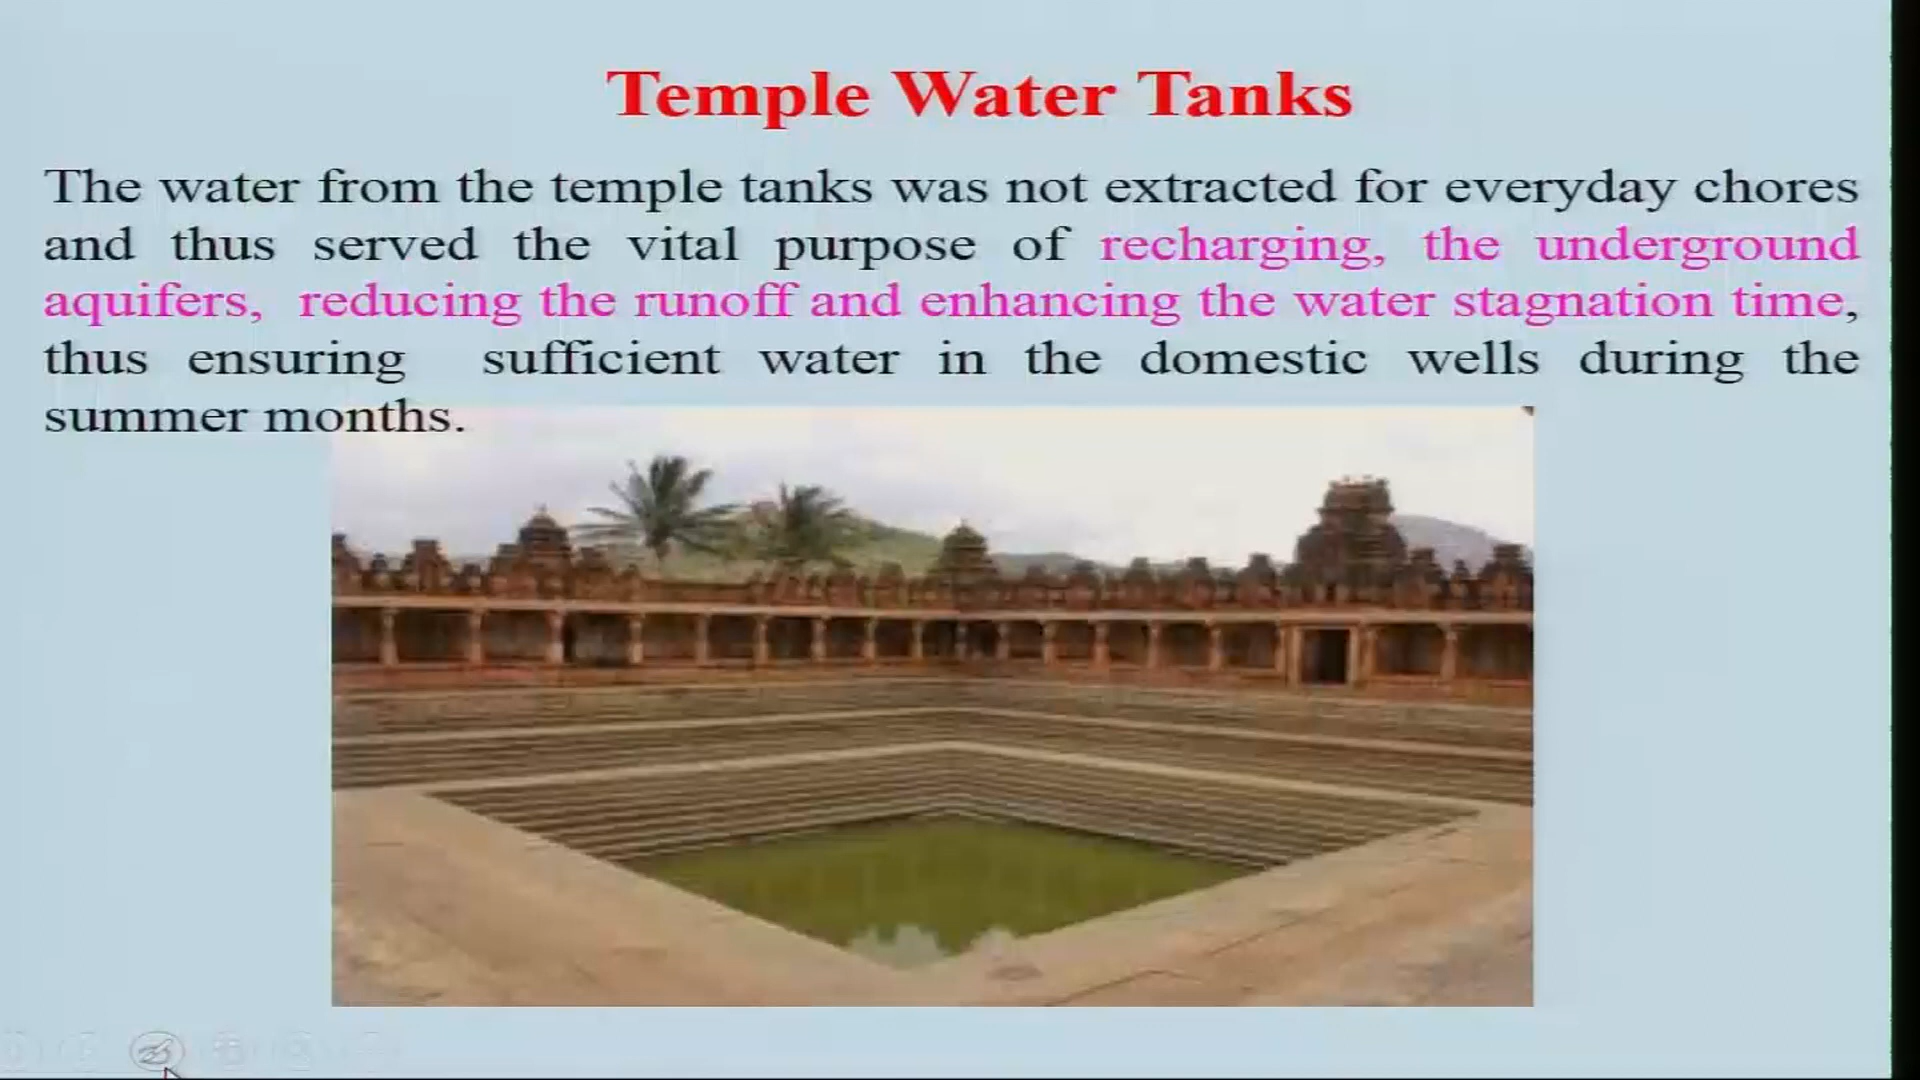 Temple Water Tanks
The water from the temple tanks was not extracted for everyday chores
and thus served the vital purpose of recharging, the underground
aquifers, reducing the runoff and enhancing the water stagnation time,
thus ensuring sufficient water in the domestic wells during the
summer months.